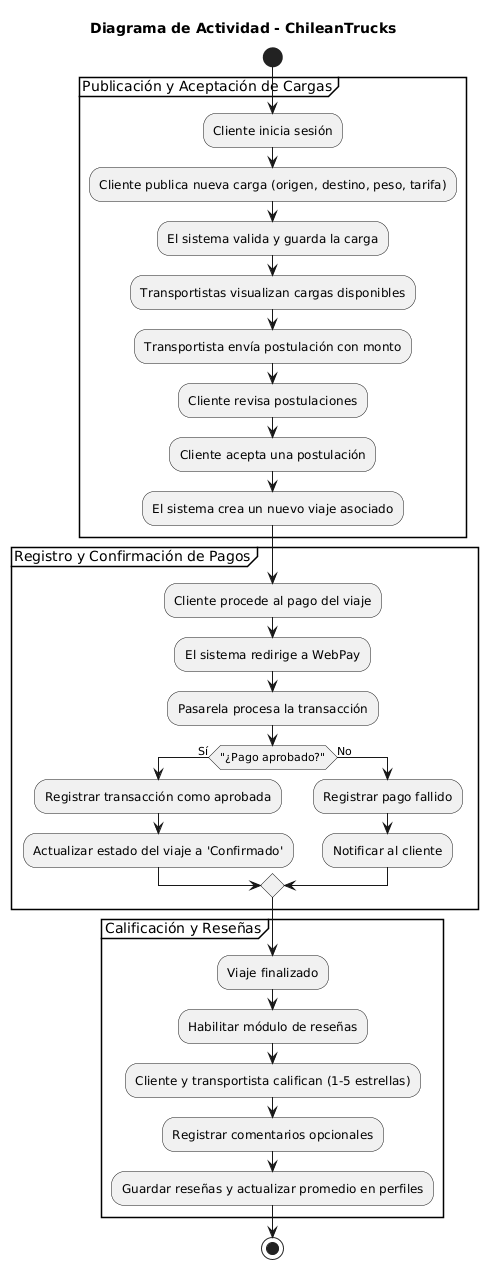 Diagrama de Actividad - ChileanTrucks
Publicación y Aceptación de Cargas
Cliente inicia sesión
Cliente publica nueva carga (origen, destino, peso, tarifa)
El sistema valida y guarda la carga
Transportistas visualizan cargas disponibles
Transportista envía postulación con monto
Cliente revisa postulaciones
Cliente acepta una postulación
El sistema crea un nuevo viaje asociado
Registro y Confirmación de Pagos
Cliente procede al pago del viaje
El sistema redirige a WebPay
Pasarela procesa la transacción
Sí
"¿Pago aprobado?"
No
Registrar transacción como aprobada
Registrar pago fallido
Actualizar estado del viaje a 'Confirmado'
Notificar al cliente
Calificación y Reseñas
Viaje finalizado
Habilitar módulo de reseñas
Cliente y transportista califican (1-5 estrellas)
Registrar comentarios opcionales
Guardar reseñas y actualizar promedio en perfiles